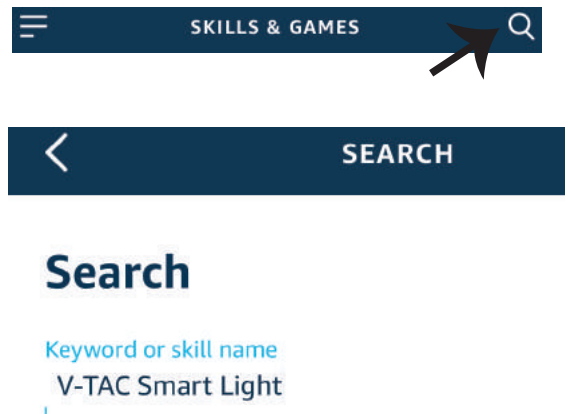 SKILLS & GAMES
SEARCH
Search
Keyword or skill name
V-TAC Smart Light